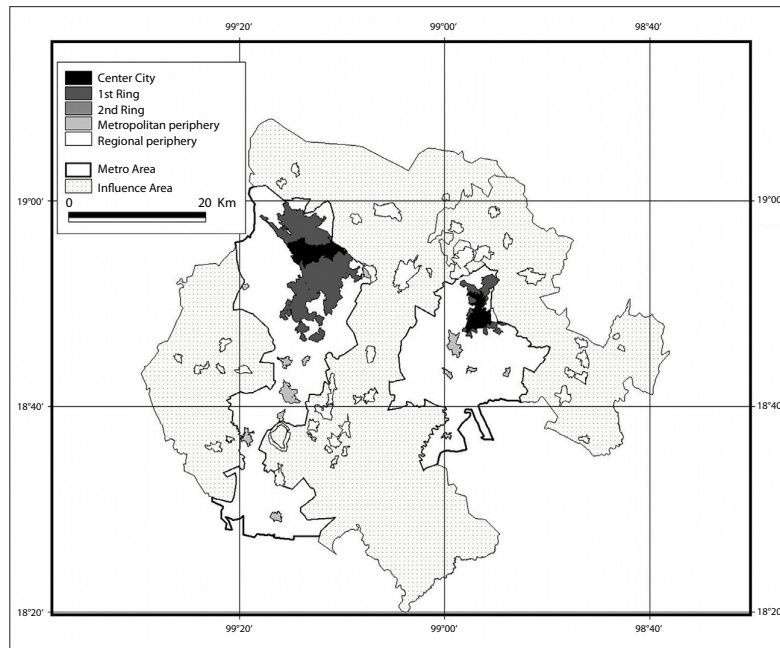 99°20'
99°00'
98°40'
Center City
1st Ring
2nd Ring
Metropolitan periphery
Regional periphery
Metro Area
Influence Area
0 20 Km
19°00'
19°00'
18°40'
18°40'
18°20'
18°20'
99°20'
99°00'
98°40'